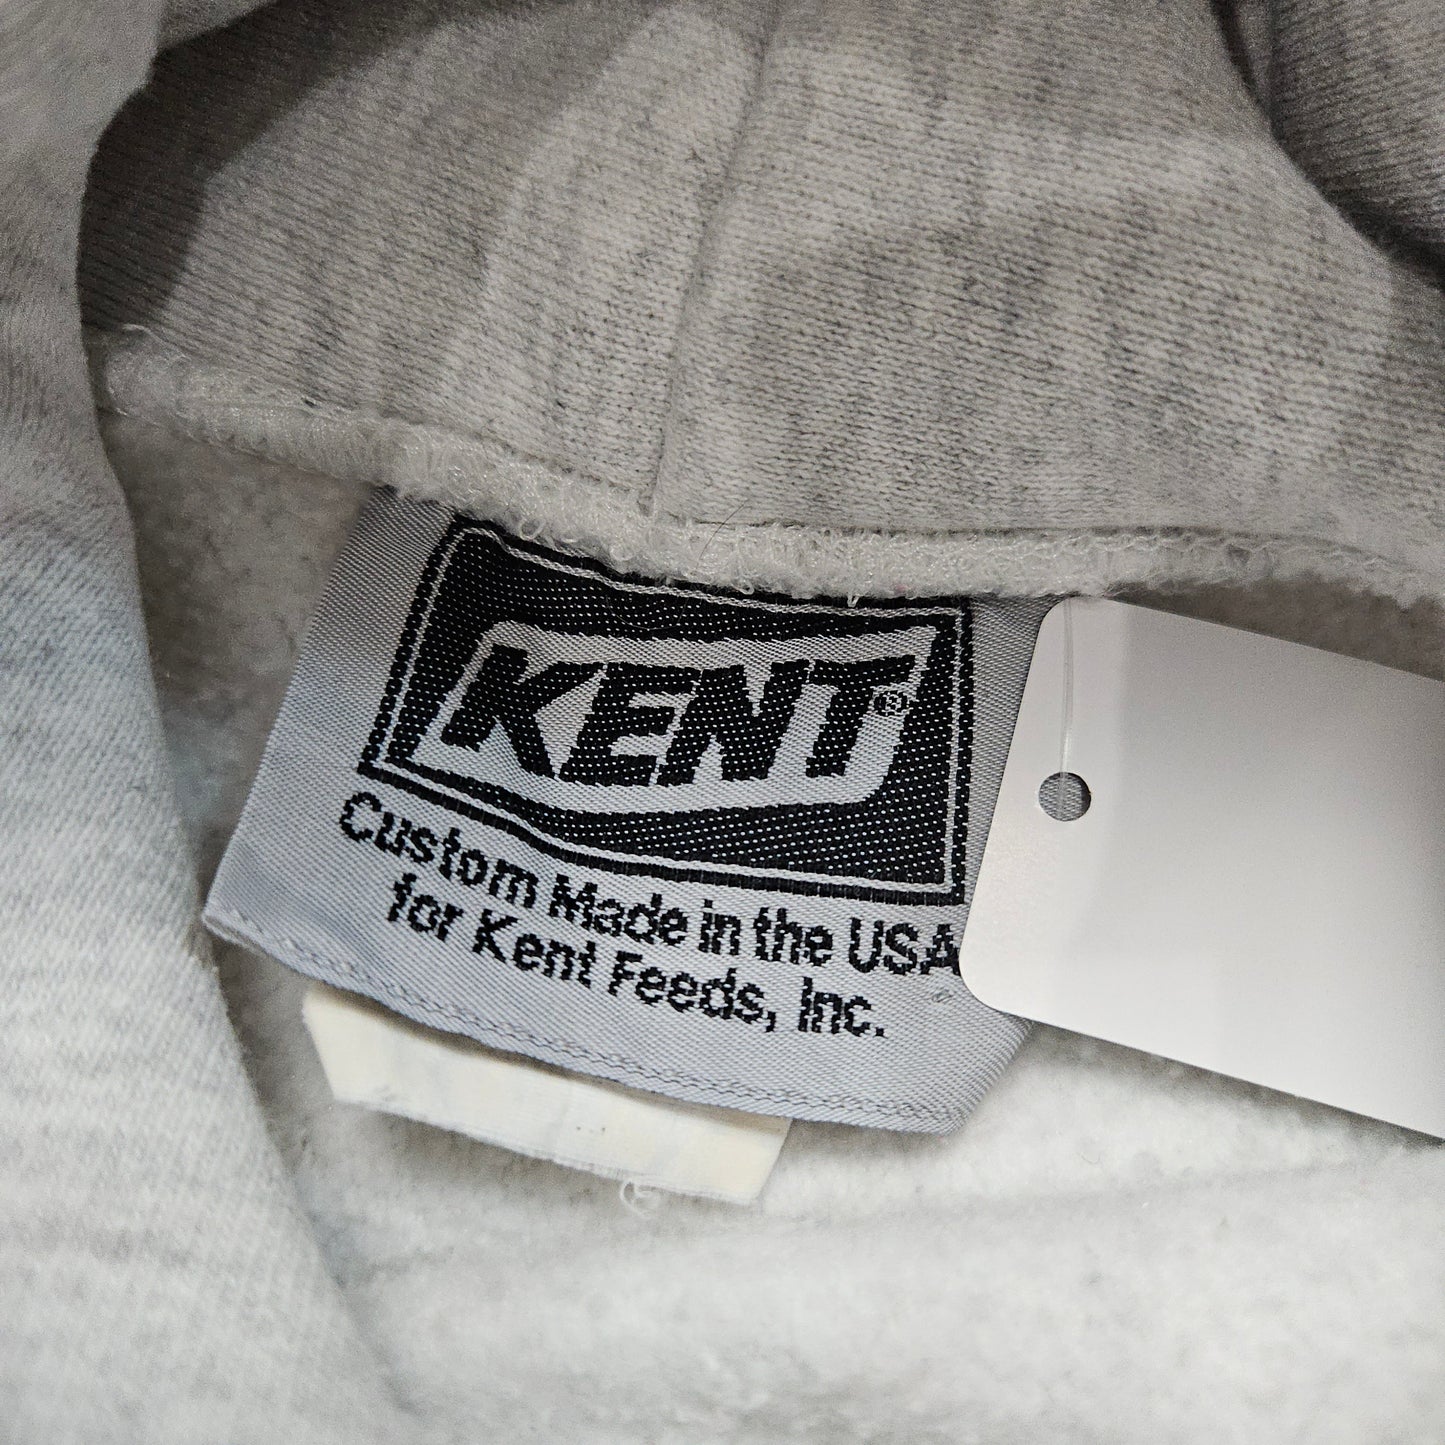 KENT®
Custom Made in the USA
for Kent Feeds, Inc.